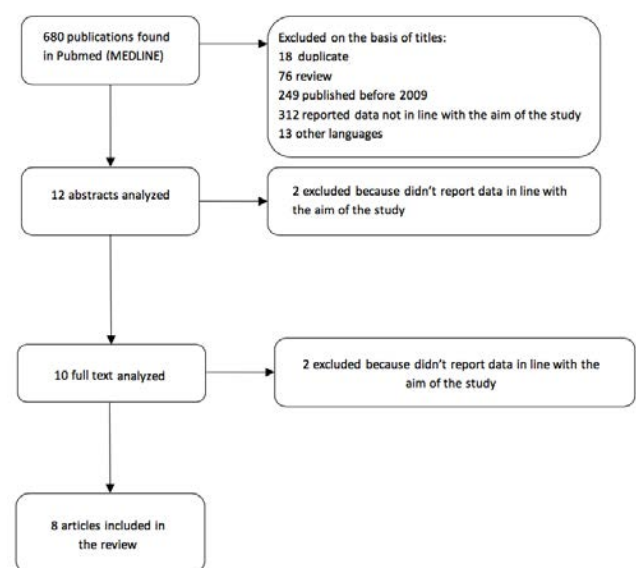 680 publications found
in Pubmed (MEDLINE)
Excluded on the basis of titles:
18 duplicate
76 review
249 published before 2009
312 reported data not in line with the aim of the study
13 other languages
12 abstracts analyzed
2 excluded because didn't report data in line with
the aim of the study
10 full text analyzed
2 excluded because didn't report data in line with the
aim of the study
8 articles included in
the review